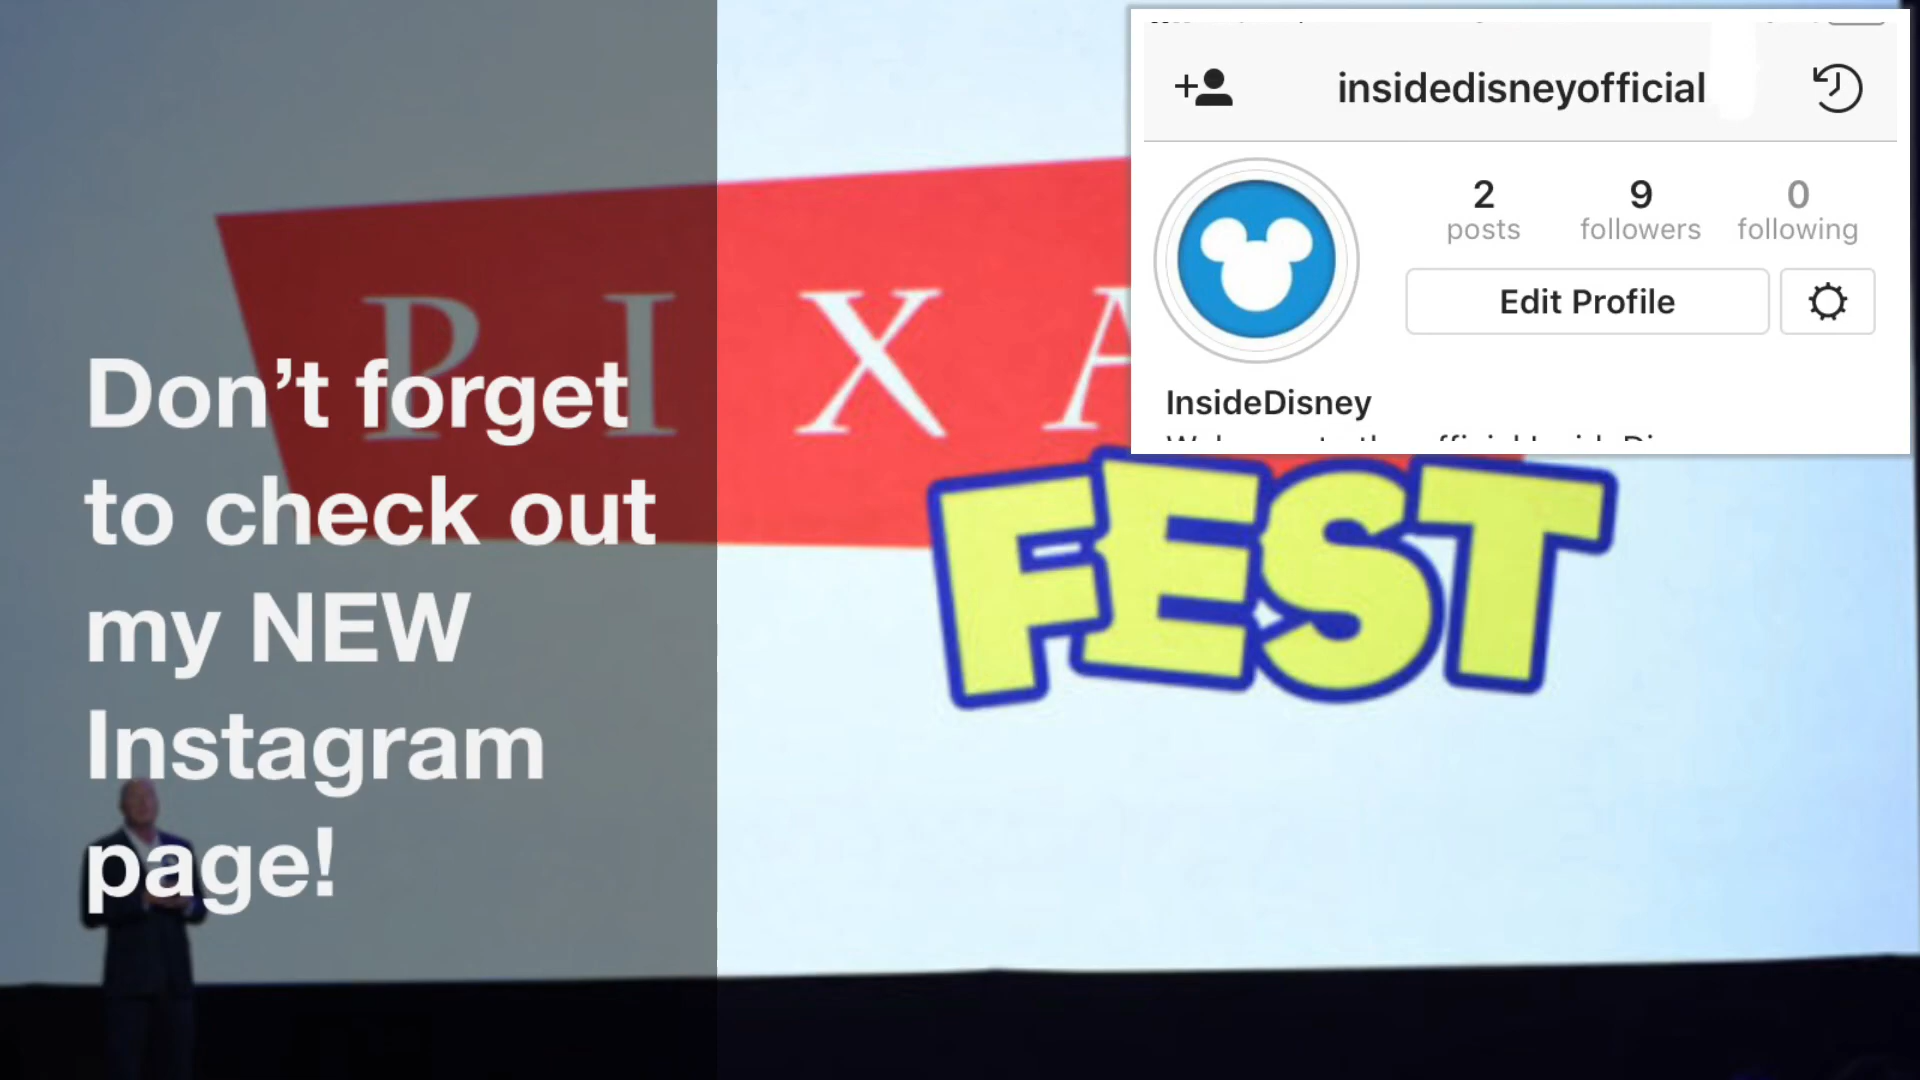 Don't forget
to check out
my NEW
Instagram
page!
PIXA
FEST
insidedisneyofficial
2 9 0
posts followers following
Edit Profile
InsideDisney